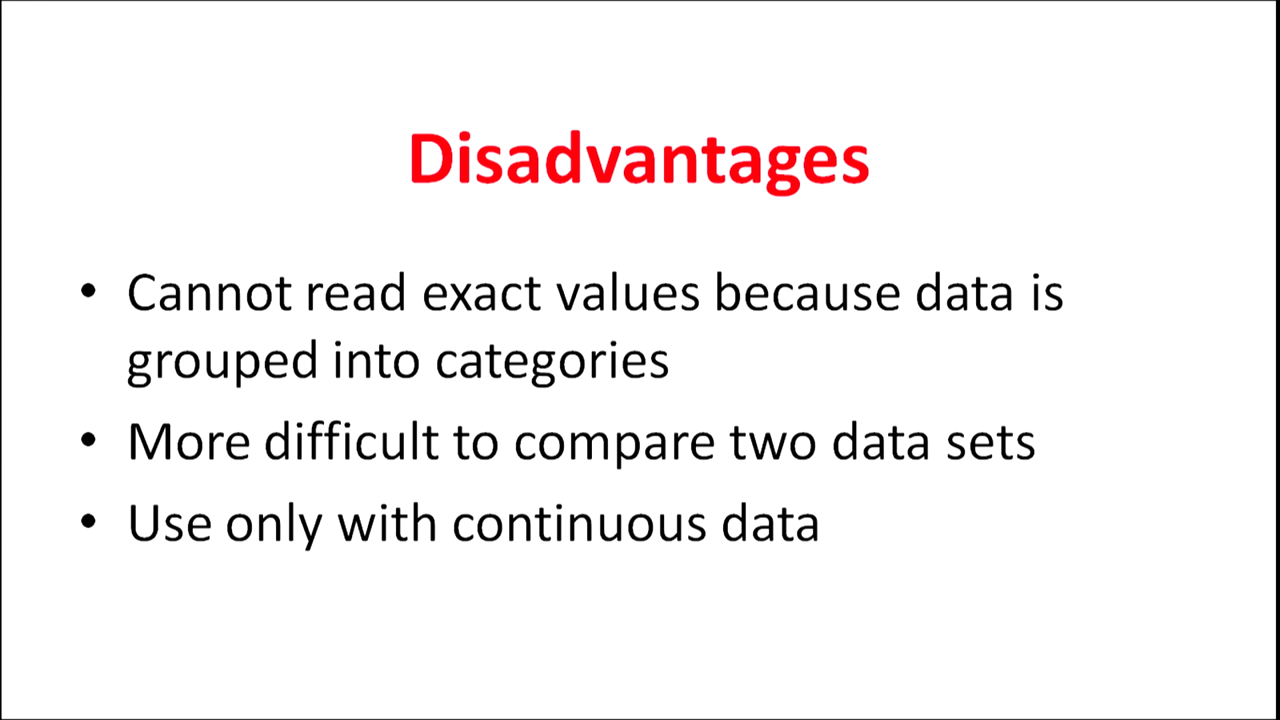 Disadvantages
• Cannot read exact values because data is
grouped into categories
• More difficult to compare two data sets
• Use only with continuous data